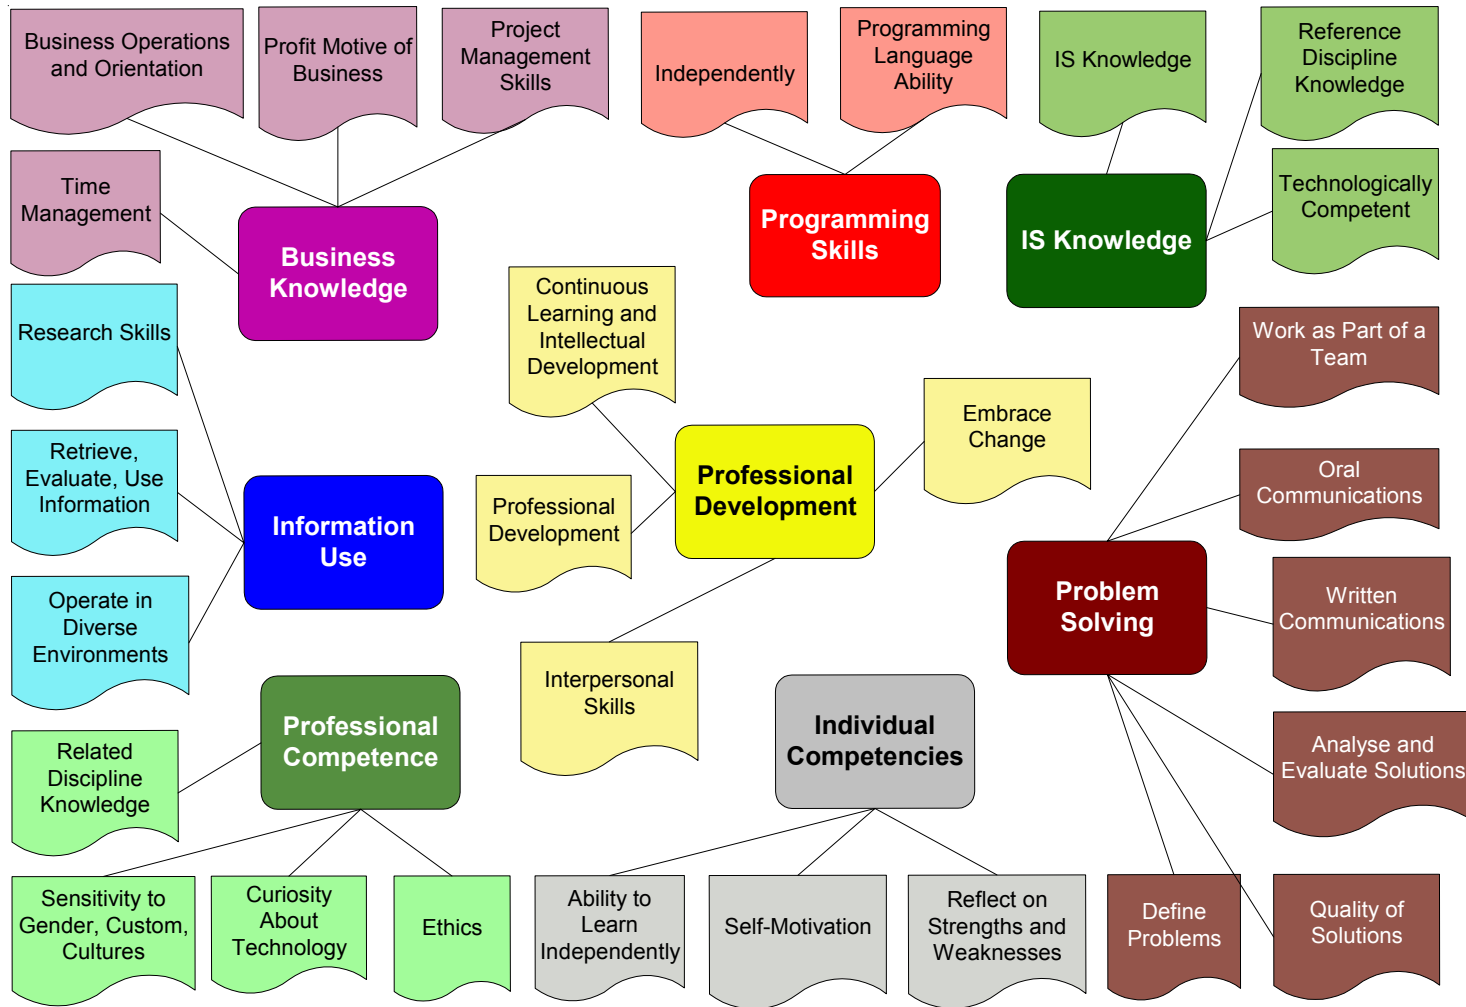 Business Operations
and Orientation
Profit Motive of
Business
Project
Management
Skills
Independently
Programming
Language
Ability
IS Knowledge
Reference
Discipline
Knowledge
Time
Management
Business
Knowledge
Programming
Skills
IS Knowledge
Technologically
Competent
Research Skills
Continuous
Learning and
Intellectual
Development
Work as Part of a
Team
Embrace
Change
Retrieve,
Evaluate, Use
Information
Information
Use
Professional
Development
Professional
Development
Oral
Communications
Operate in
Diverse
Environments
Problem
Solving
Written
Communications
Interpersonal
Skills
Professional
Competence
Individual
Competencies
Related
Discipline
Knowledge
Analyse and
Evaluate Solutions
Sensitivity to
Gender, Custom,
Cultures
Curiosity
About
Technology
Ethics
Ability to
Learn
Independently
Self-Motivation
Reflect on
Strengths and
Weaknesses
Define
Problems
Quality of
Solutions